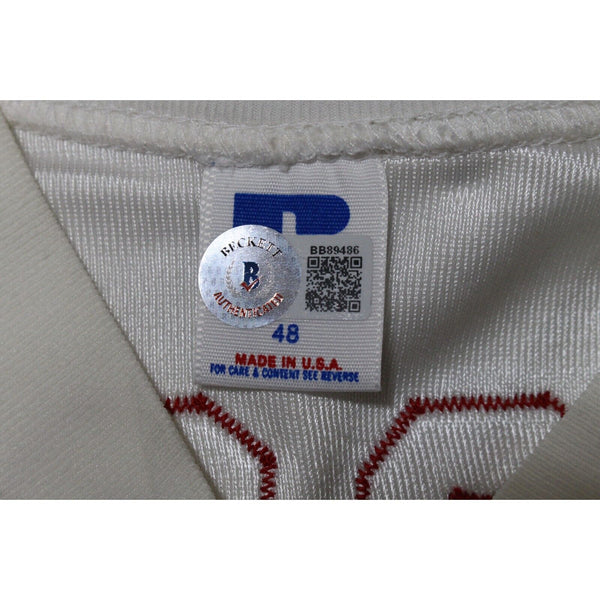 BB89486
BECKETT
B
AUTHENTICATED
48
MADE IN U.S.A.
FOR CARE & CONTENT SEE REVERSE